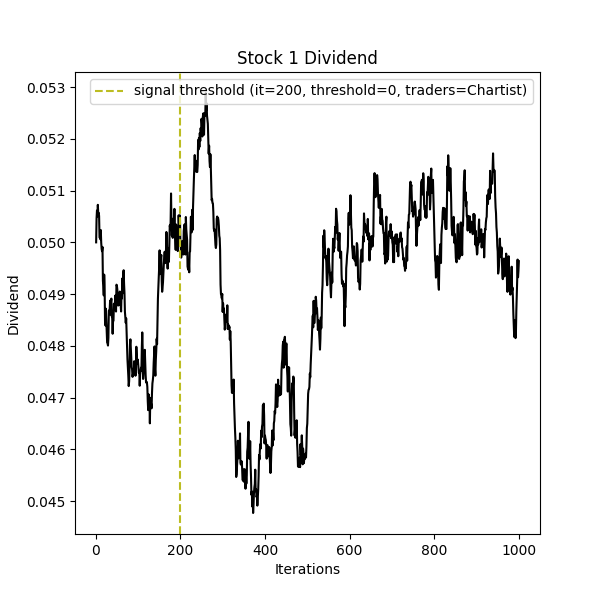 Stock 1 Dividend
signal threshold (it=200, threshold=0, traders=Chartist)
0.053
0.052
0.051
0.050
0.049
0.048
0.047
0.046
0.045
Dividend
0 200 400 600 800 1000
Iterations